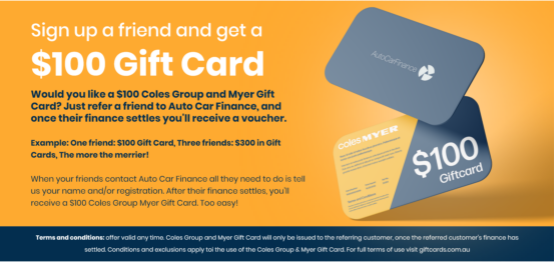 Sign up a friend and get a
$100 Gift Card
Would you like a $100 Coles Group and Myer Gift
Card? Just refer a friend to Auto Car Finance, and
once their finance settles you'll receive a voucher.
Example: One friend: $100 Gift Card, Three friends: $300 in Gift
Cards, The more the merrier!
When your friends contact Auto Car Finance all they need to do is tell
us your name and/or registration. After their finance settles, you'll
receive a $100 Coles Group Myer Gift Card. Too easy!
AutoCarFinance
coles MYER
$100
Giftcard
Terms and conditions: offer valid any time. Coles Group and Myer Gift Card will only be issued to the referring customer, once the referred customer's finance has
settled. Conditions and exclusions apply to the use of the Coles Group & Myer Gift Card. For full terms of use visit giftcards.com.au